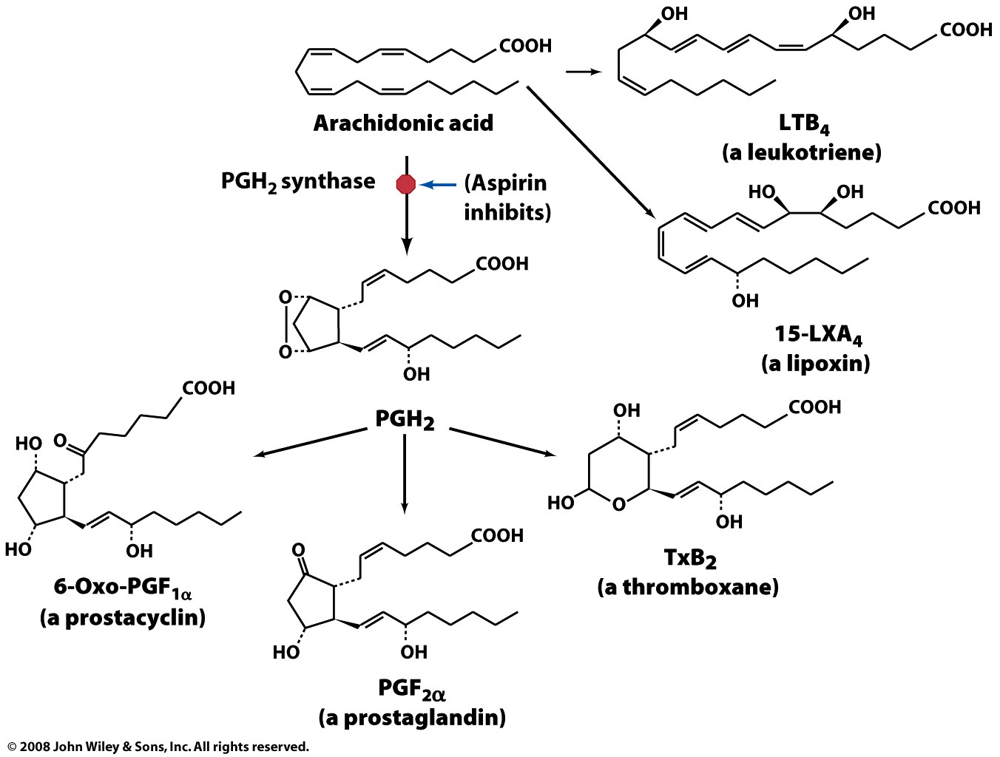 OH
OH
COOH
COOH
Arachidonic acid
LTB4
(a leukotriene)
PGH2 synthase
(Aspirin
inhibits)
HO
OH
COOH
OH
15-LXA4
(a lipoxin)
COOH
O
O
OH
PGH2
COOH
HO
O
HO
OH
6-Oxo-PGF1α
(a prostacyclin)
O
COOH
HO
OH
PGF2α
(a prostaglandin)
OH
COOH
HO
O
OH
TxB2
(a thromboxane)
© 2008 John Wiley & Sons, Inc. All rights reserved.